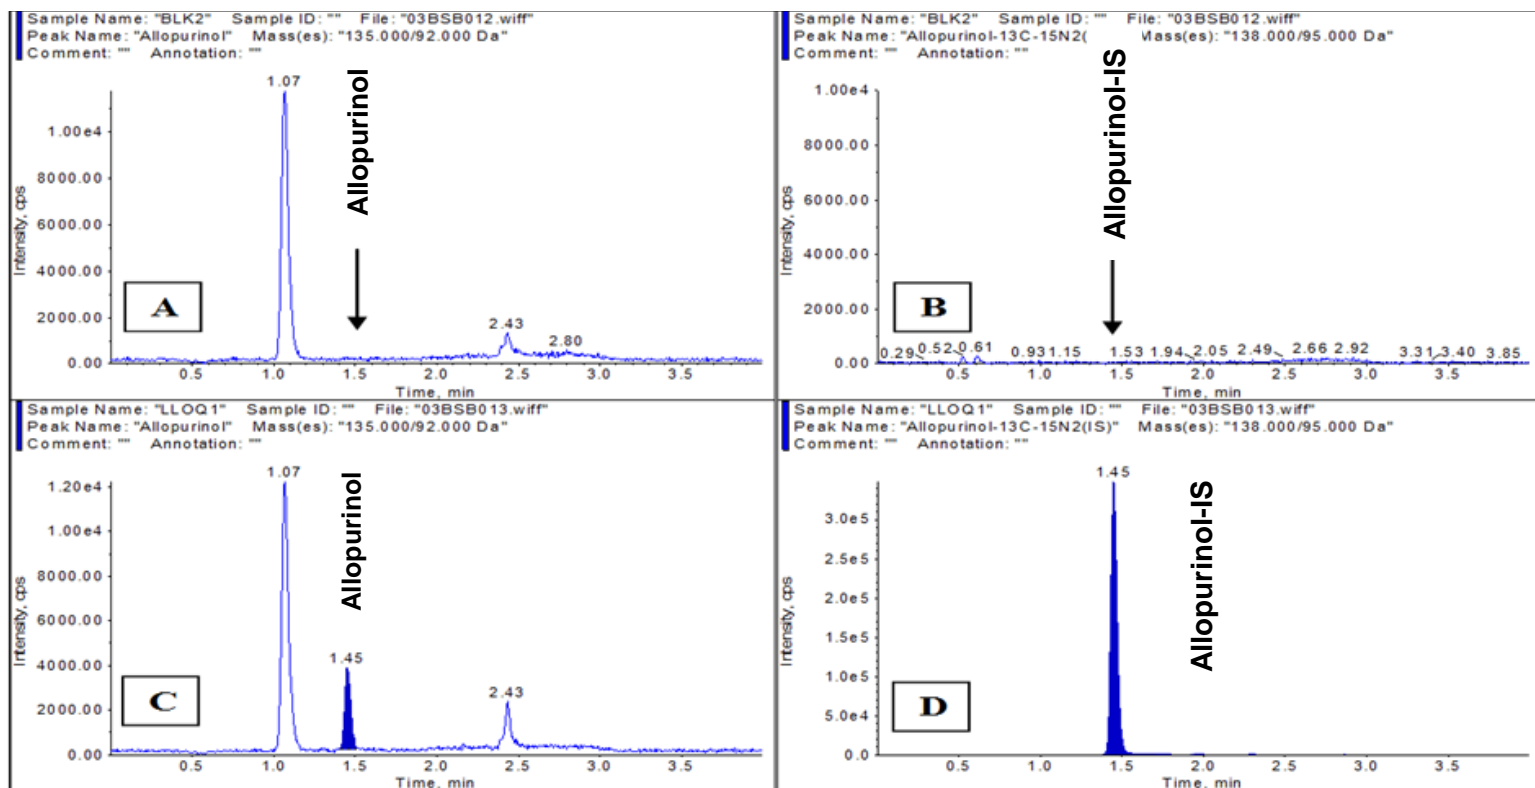 Sample Name: "BLK2" Sample ID: "" File: "03BSB012.wiff"
Peak Name: "Allopurinol" Mass(es): "135.000/92.000 Da"
Comment: "" Annotation: ""
1.07
Allopurinol
1.00e4
8000.00
6000.00
4000.00
2000.00
0.00
Intensity, cps
A
2.43
2.80
0.5 1.0 1.5 2.0 2.5 3.0 3.5
Time, min
Sample Name: "BLK2" Sample ID: "" File: "03BSB012.wiff"
Peak Name: "Allopurinol-13C-15N2( Mass(es): "138.000/95.000 Da"
Comment: "" Annotation: ""
Allopurinol-IS
1.00e4
8000.00
6000.00
4000.00
2000.00
0.00
Intensity, cps
B
0.29 0.52 0.61 0.93 1.15 1.53 1.94 2.05 2.49 2.66 2.92 3.31 3.40 3.85
0.5 1.0 1.5 2.0 2.5 3.0 3.5
Time, min
Sample Name: "LLOQ1" Sample ID: "" File: "03BSB013.wiff"
Peak Name: "Allopurinol" Mass(es): "135.000/92.000 Da"
Comment: "" Annotation: ""
1.07
Allopurinol
1.20e4
1.00e4
8000.00
6000.00
4000.00
2000.00
0.00
Intensity, cps
C
1.45
2.43
0.5 1.0 1.5 2.0 2.5 3.0 3.5
Time, min
Sample Name: "LLOQ1" Sample ID: "" File: "03BSB013.wiff"
Peak Name: "Allopurinol-13C-15N2(IS)" Mass(es): "138.000/95.000 Da"
Comment: "" Annotation: ""
1.45
Allopurinol-IS
3.0e5
2.5e5
2.0e5
1.5e5
1.0e5
5.0e4
0.0
Intensity, cps
D
0.5 1.0 1.5 2.0 2.5 3.0 3.5
Time, min